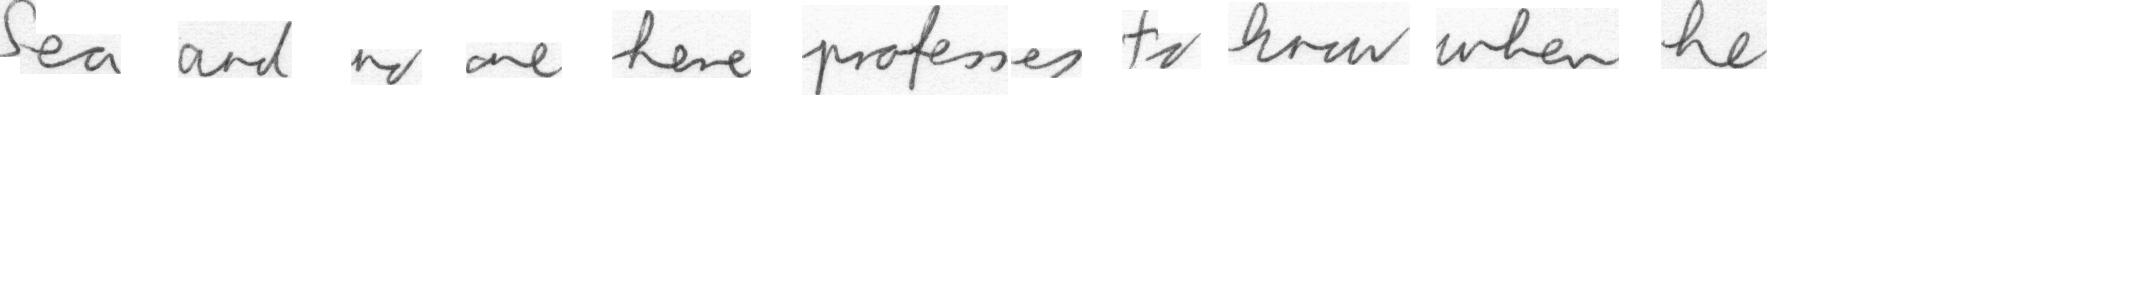 Sea and no one here professes to know when he